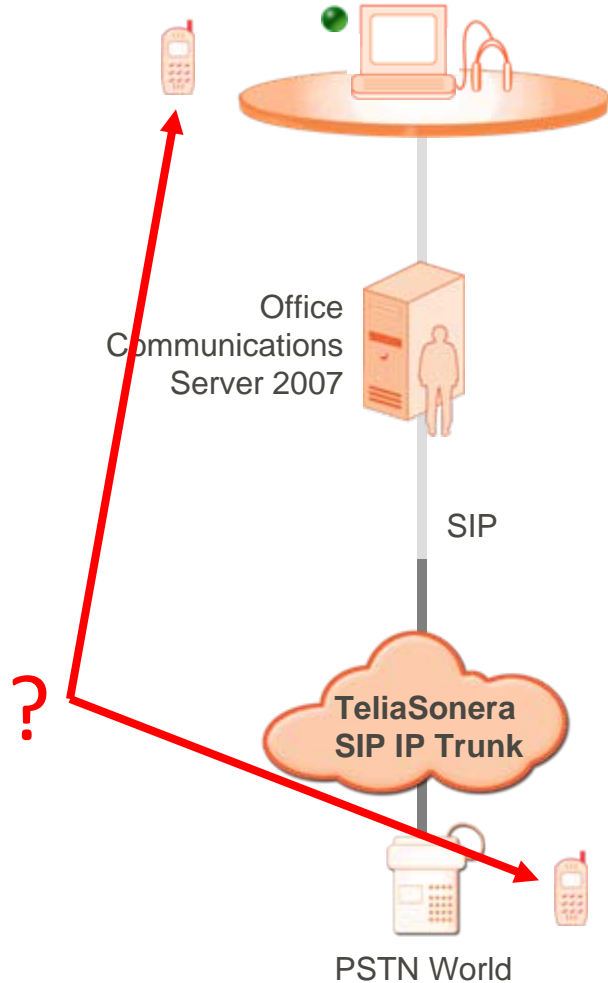 Office
Communications
Server 2007
SIP
?
TeliaSonera
SIP IP Trunk
PSTN World